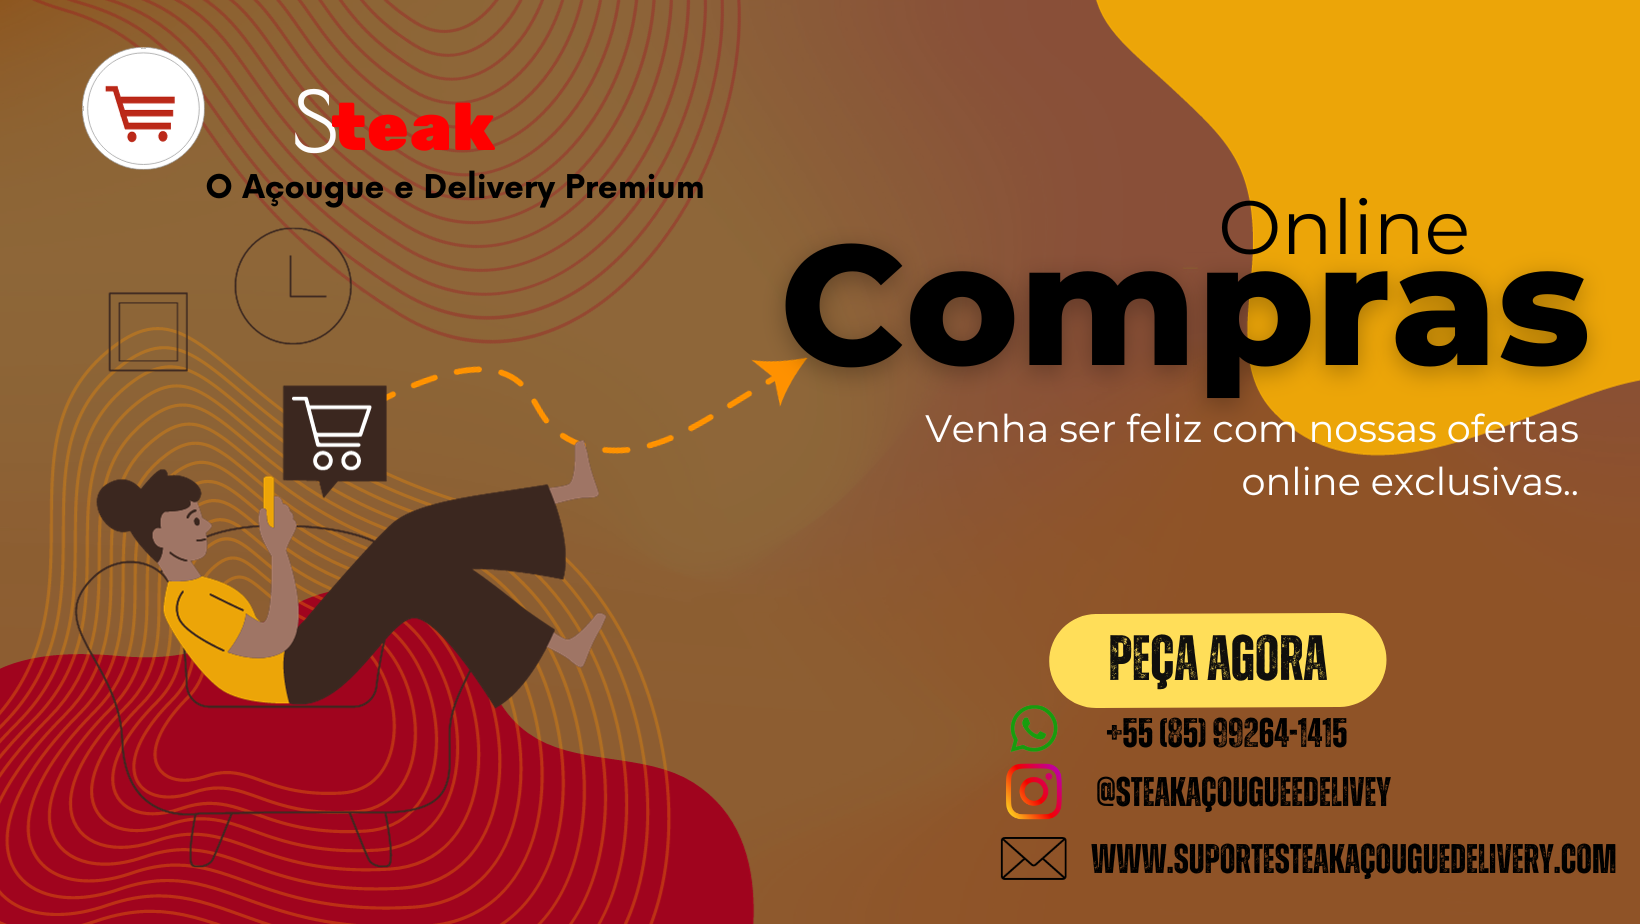 Steak
O Açougue e Delivery Premium
Online
Compras
Venha ser feliz com nossas ofertas
online exclusivas..
PEÇA AGORA
+55 (85) 99264-1415
@STEAKAÇOUGUEEDELIVEY
WWW.SUPORTESTEAKAÇOUGUEDELIVERY.COM